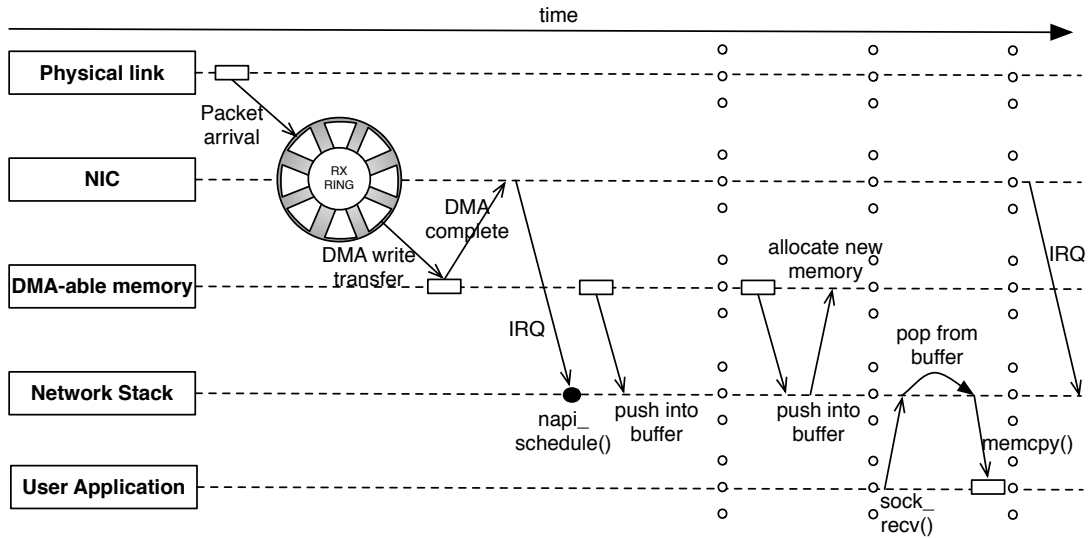 time
Physical link
Packet
arrival
NIC
RX
RING
DMA
complete
DMA write
transfer
allocate new
memory
IRQ
DMA-able memory
IRQ
pop from
buffer
Network Stack
napi_
schedule()
push into
buffer
push into
buffer
memcpy()
User Application
sock_
recv()